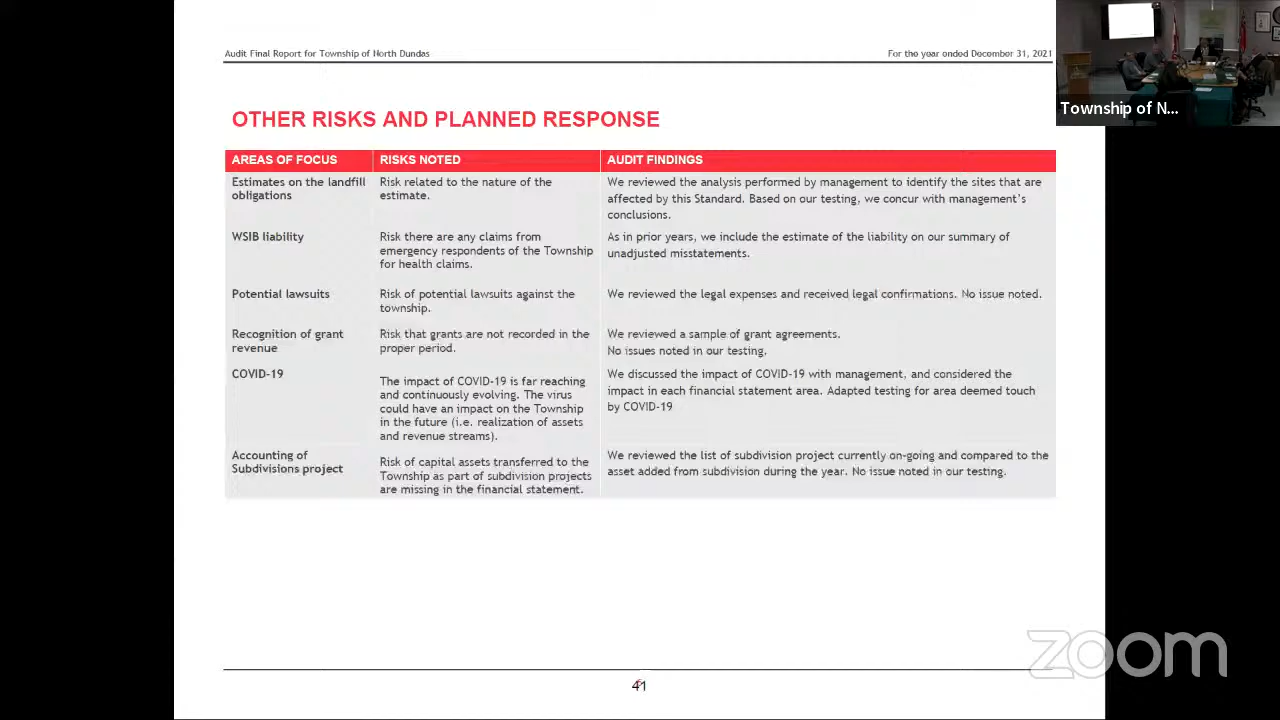 Audit Final Report for Township of North Dundas
For the year ended December 31, 2021
Township of N...
OTHER RISKS AND PLANNED RESPONSE
AREAS OF FOCUS
RISKS NOTED
AUDIT FINDINGS
Estimates on the landfill
obligations
Risk related to the nature of the
estimate.
We reviewed the analysis performed by management to identify the sites that are
affected by this Standard. Based on our testing, we concur with management's
conclusions.
WSIB liability
Risk there are any claims from
emergency respondents of the Township
for health claims.
As in prior years, we include the estimate of the liability on our summary of
unadjusted misstatements.
Potential lawsuits
Risk of potential lawsuits against the
township.
We reviewed the legal expenses and received legal confirmations. No issue noted.
Recognition of grant
revenue
Risk that grants are not recorded in the
proper period.
We reviewed a sample of grant agreements.
No issues noted in our testing.
COVID-19
The impact of COVID-19 is far reaching
and continuously evolving. The virus
could have an impact on the Township
in the future (i.e. realization of assets
and revenue streams).
We discussed the impact of COVID-19 with management, and considered the
impact in each financial statement area. Adapted testing for area deemed touch
by COVID-19
Accounting of
Subdivisions project
Risk of capital assets transferred to the
Township as part of subdivision projects
are missing in the financial statement.
We reviewed the list of subdivision project currently on-going and compared to the
asset added from subdivision during the year. No issue noted in our testing.
41
zoom